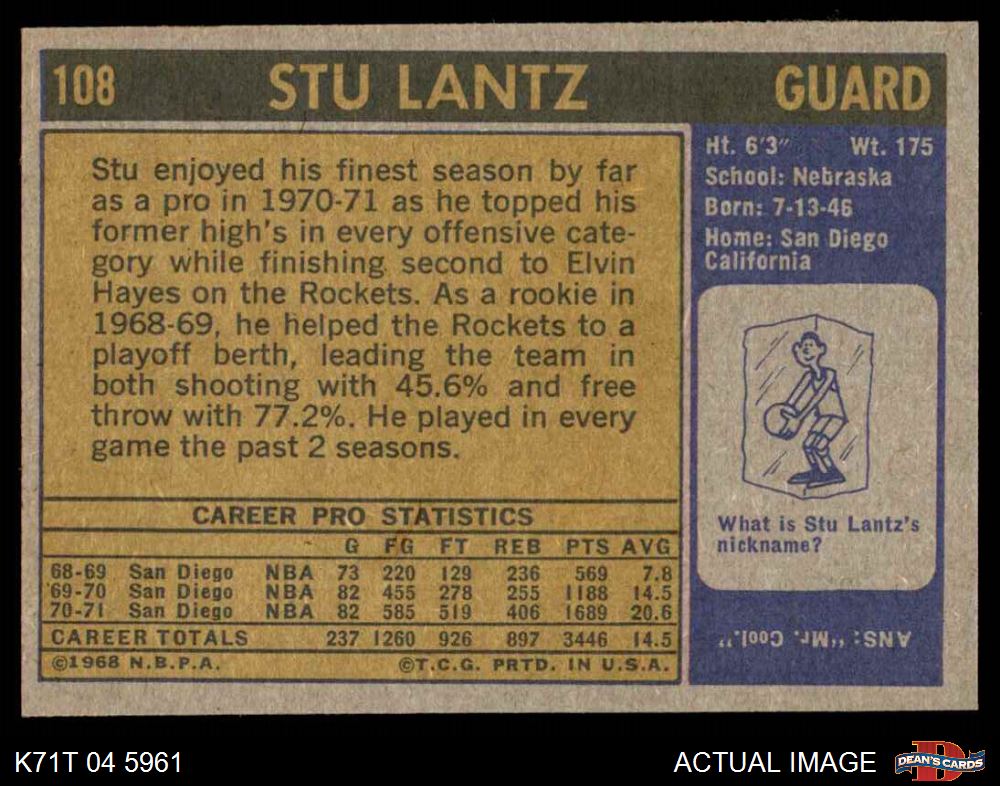 108 STU LANTZ GUARD
Stu enjoyed his finest season by far
as a pro in 1970-71 as he topped his
former high's in every offensive cate-
gory while finishing second to Elvin
Hayes on the Rockets. As a rookie in
1968-69, he helped the Rockets to a
playoff berth, leading the team in
both shooting with 45.6% and free
throw with 77.2%. He played in every
game the past 2 seasons.
CAREER PRO STATISTICS
G FG FT REB PTS AVG
68-69 San Diego NBA 73 220 129 236 569 7.8
'69-70 San Diego NBA 82 455 278 255 1188 14.5
70-71 San Diego NBA 82 585 519 406 1689 20.6
CAREER TOTALS 237 1260 926 897 3446 14.5
©1968 N.B.P.A. ©T.C.G. PRTD. IN U.S.A.
Ht. 6'3" Wt. 175
School: Nebraska
Born: 7-13-46
Home: San Diego
California
What is Stu Lantz's
nickname?
ANS: "Mr. Cool."
K71T 04 5961 ACTUAL IMAGE D DEAN'S CARDS